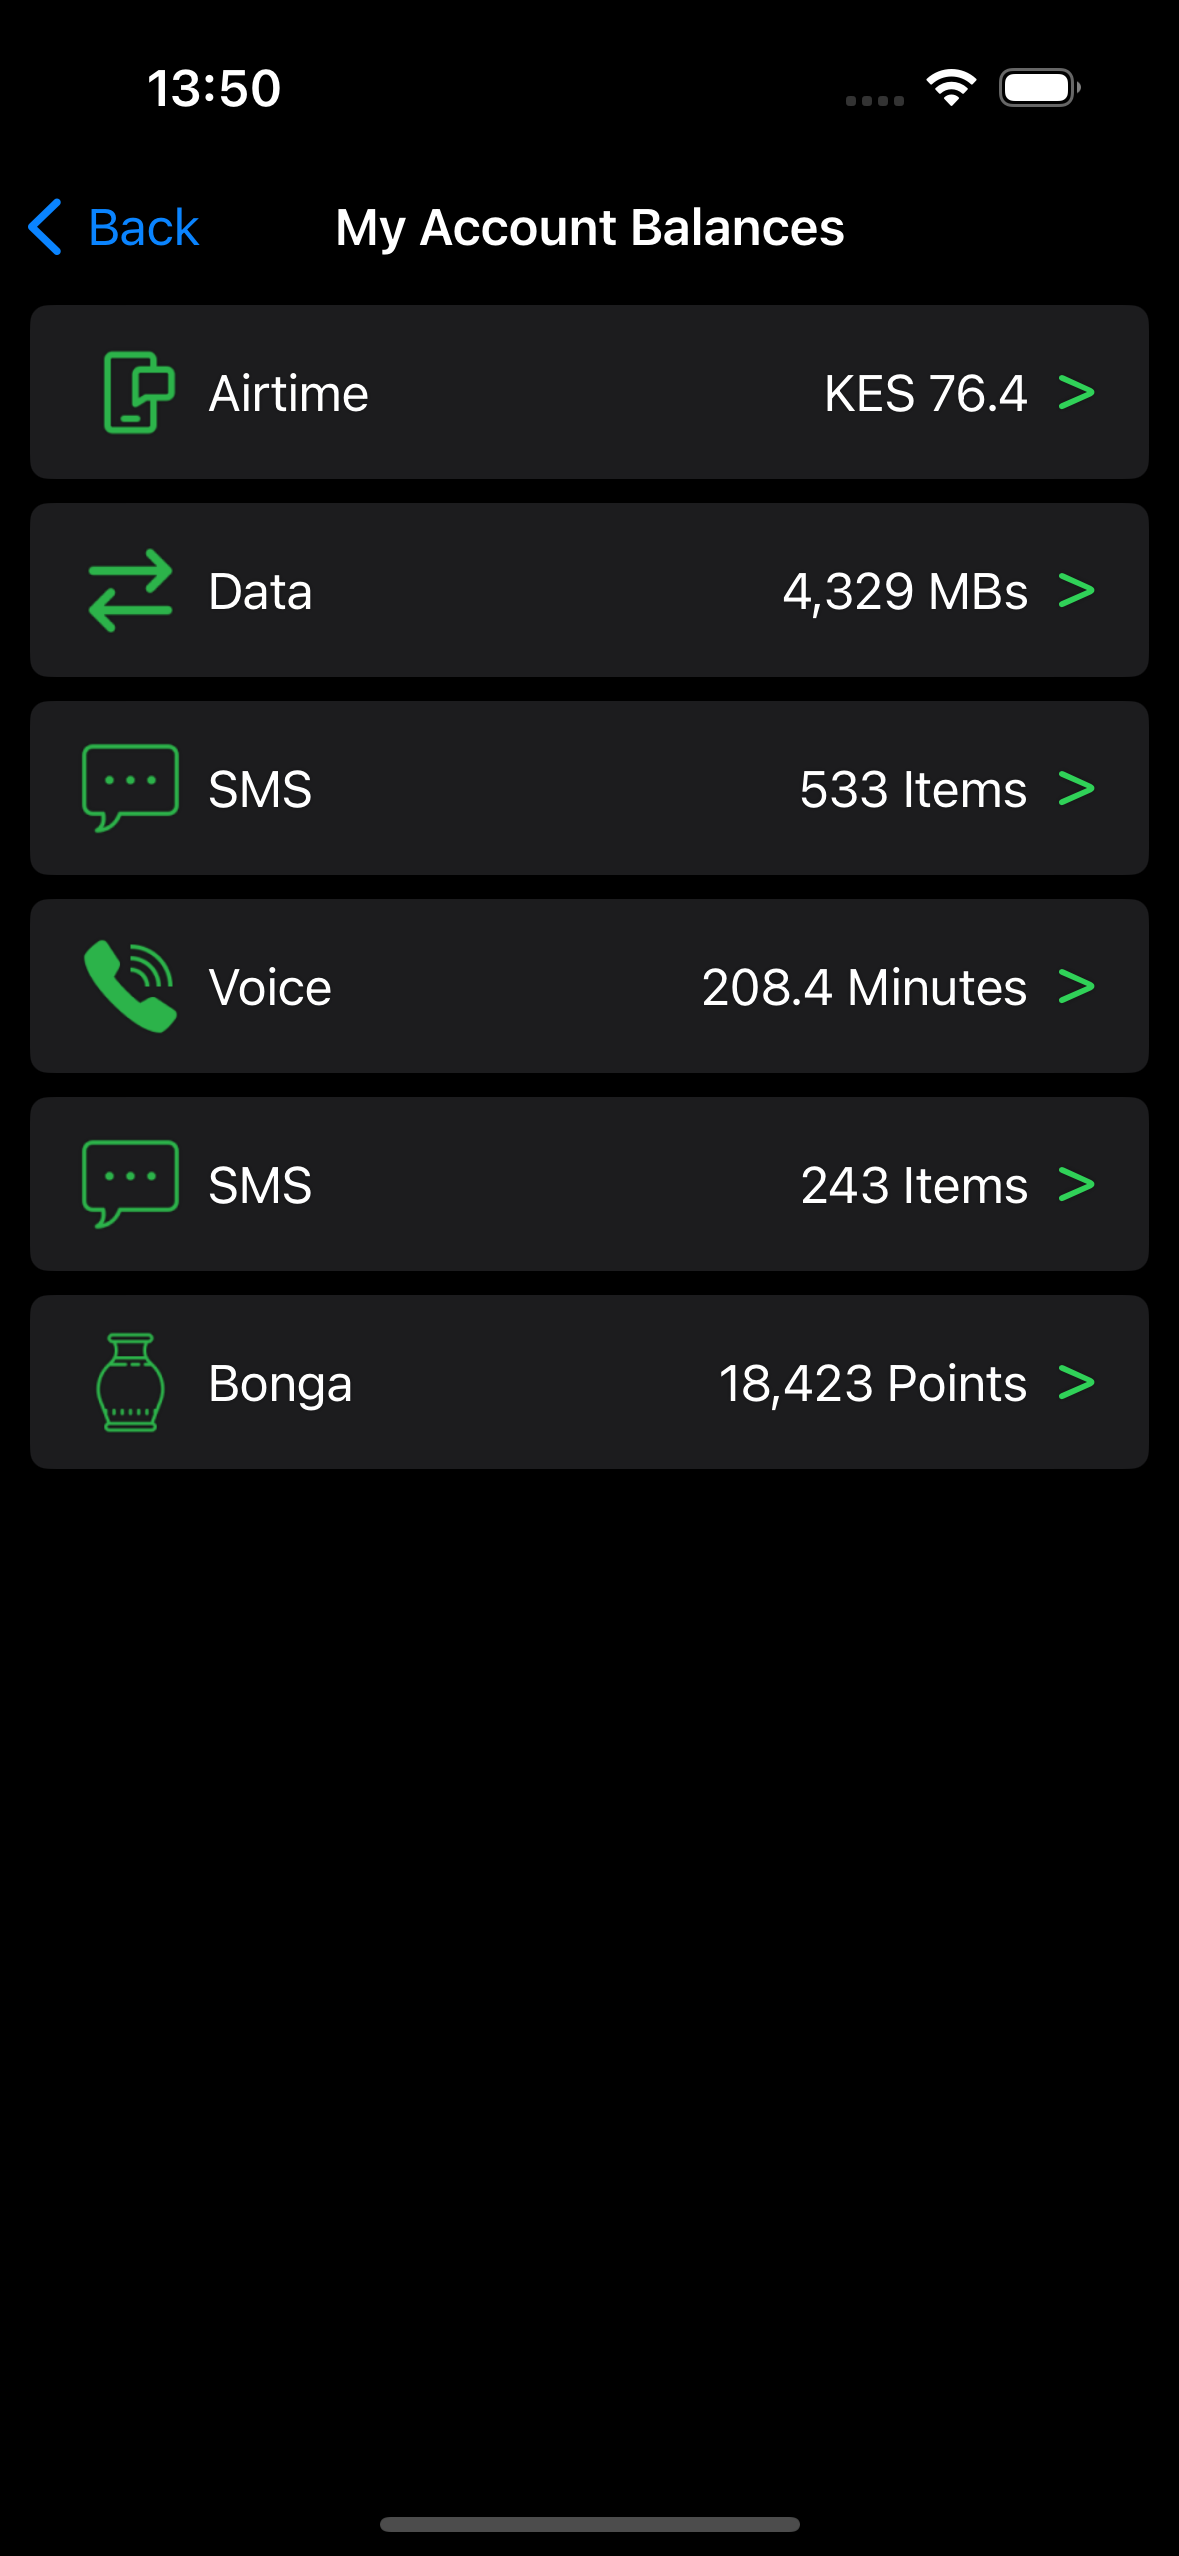 13:50
Back My Account Balances
Airtime KES 76.4 >
Data 4,329 MBs >
SMS 533 Items >
Voice 208.4 Minutes >
SMS 243 Items >
Bonga 18,423 Points >